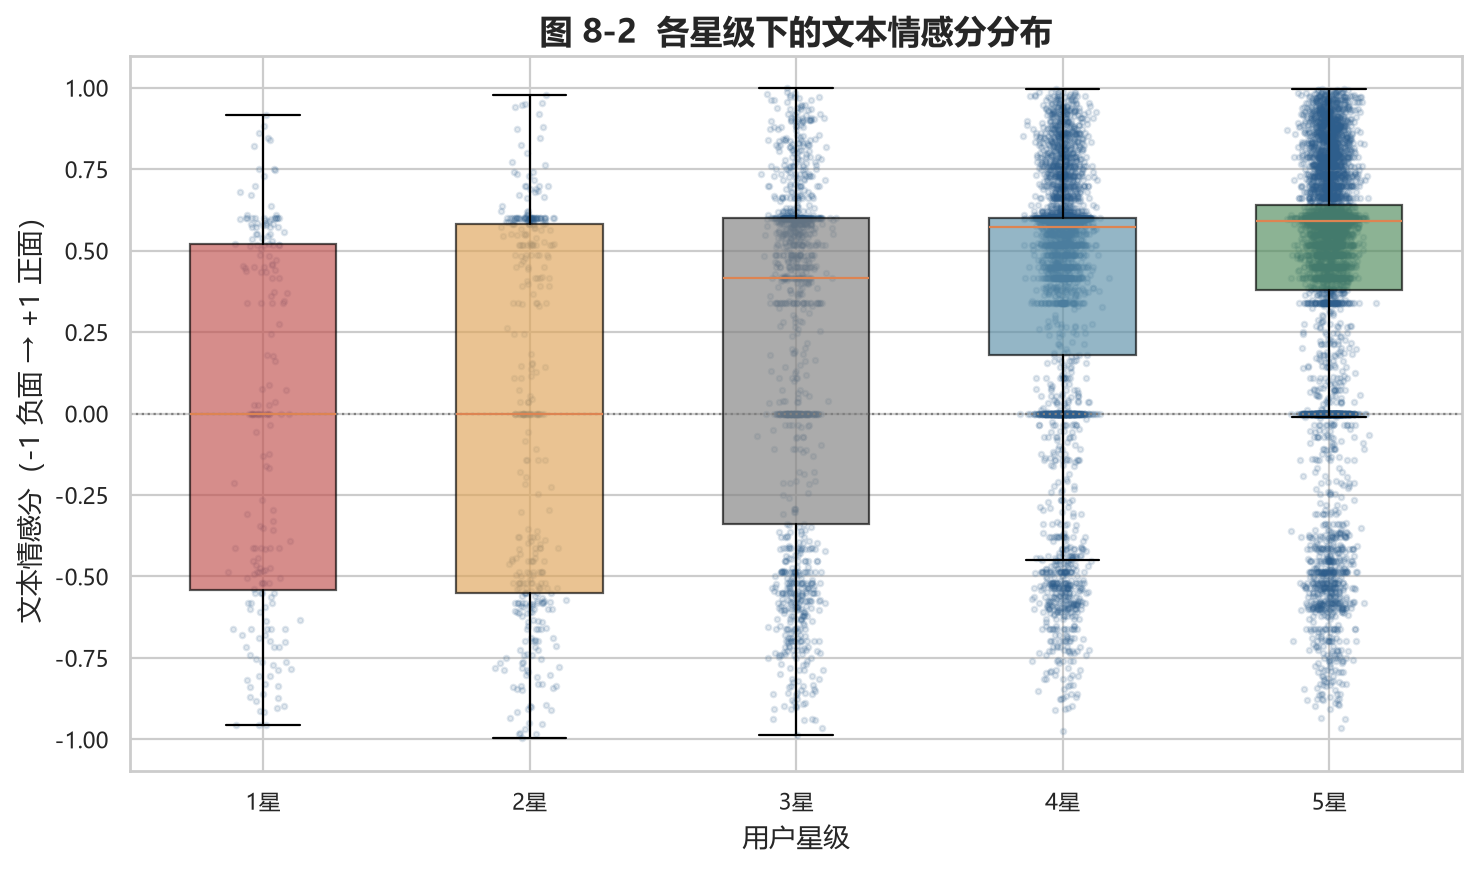 图 8-2  各星级下的文本情感分分布
文本情感分（-1 负面 → +1 正面）
1.00
0.75
0.50
0.25
0.00
-0.25
-0.50
-0.75
-1.00
1星
2星
3星
4星
5星
用户星级